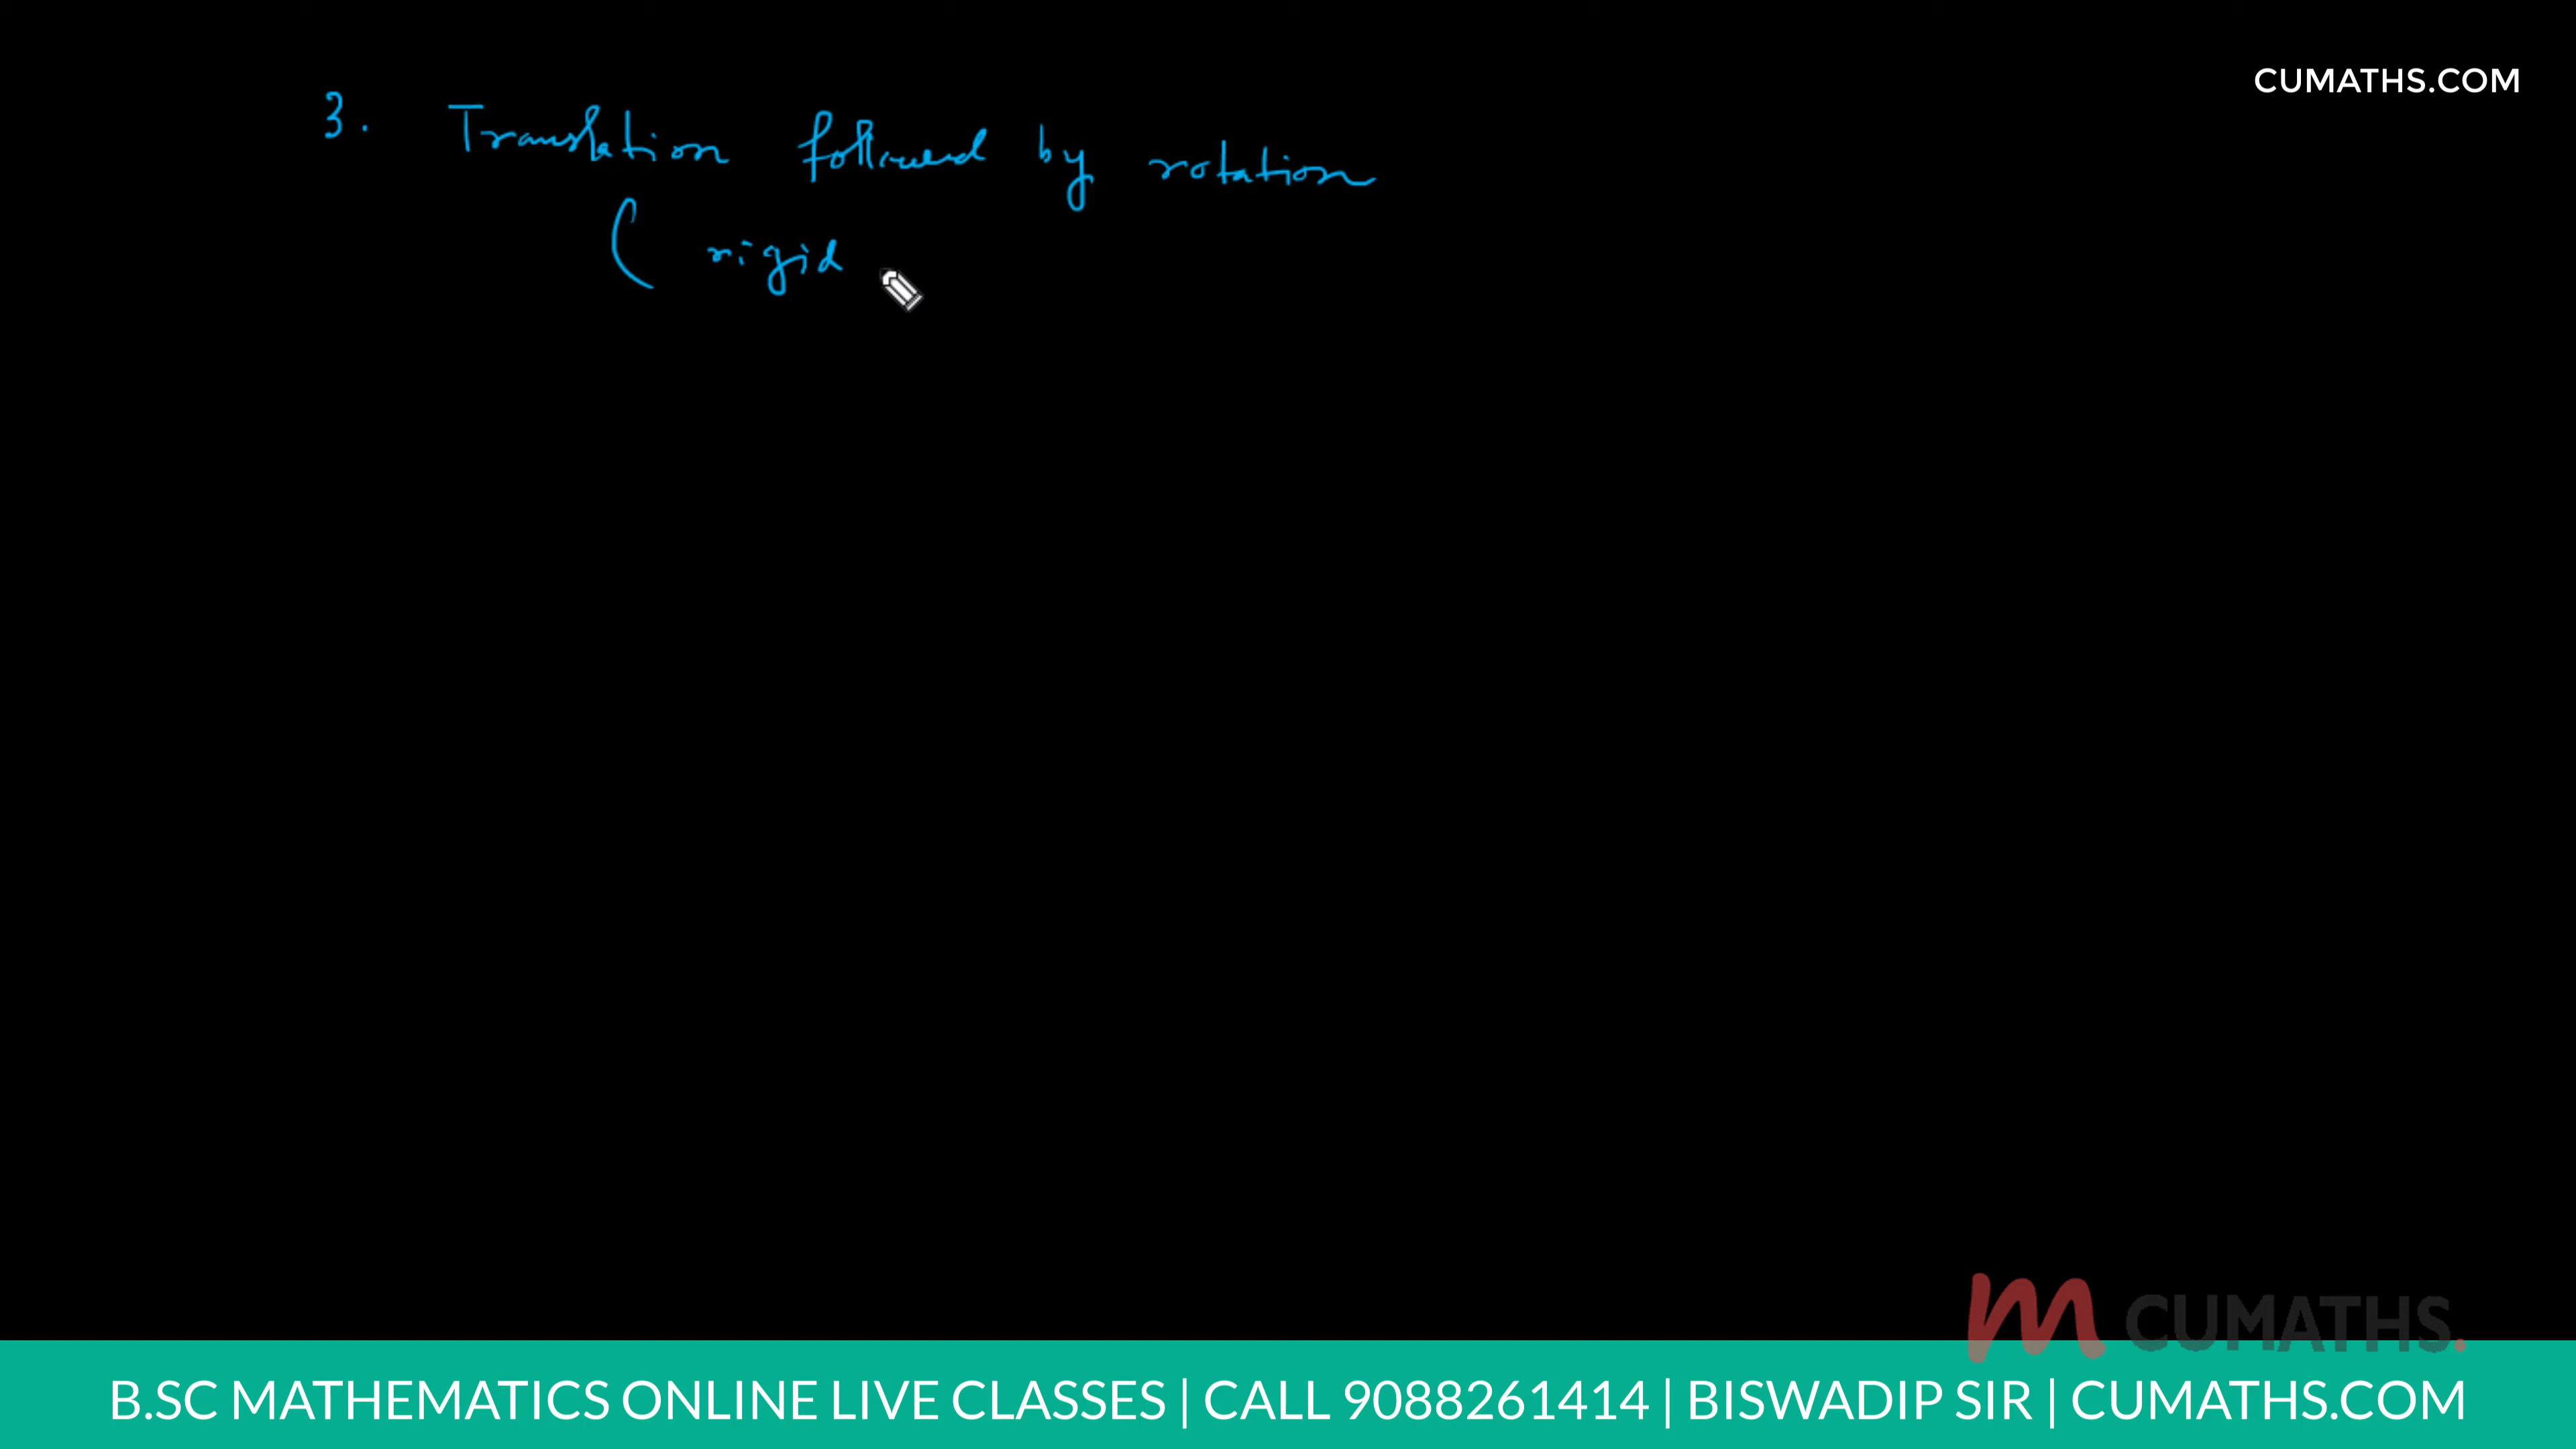 CUMATHS.COM
3. Translation followed by rotation
( rigid
m CUMATHS.
B.SC MATHEMATICS ONLINE LIVE CLASSES | CALL 9088261414 | BISWADIP SIR | CUMATHS.COM